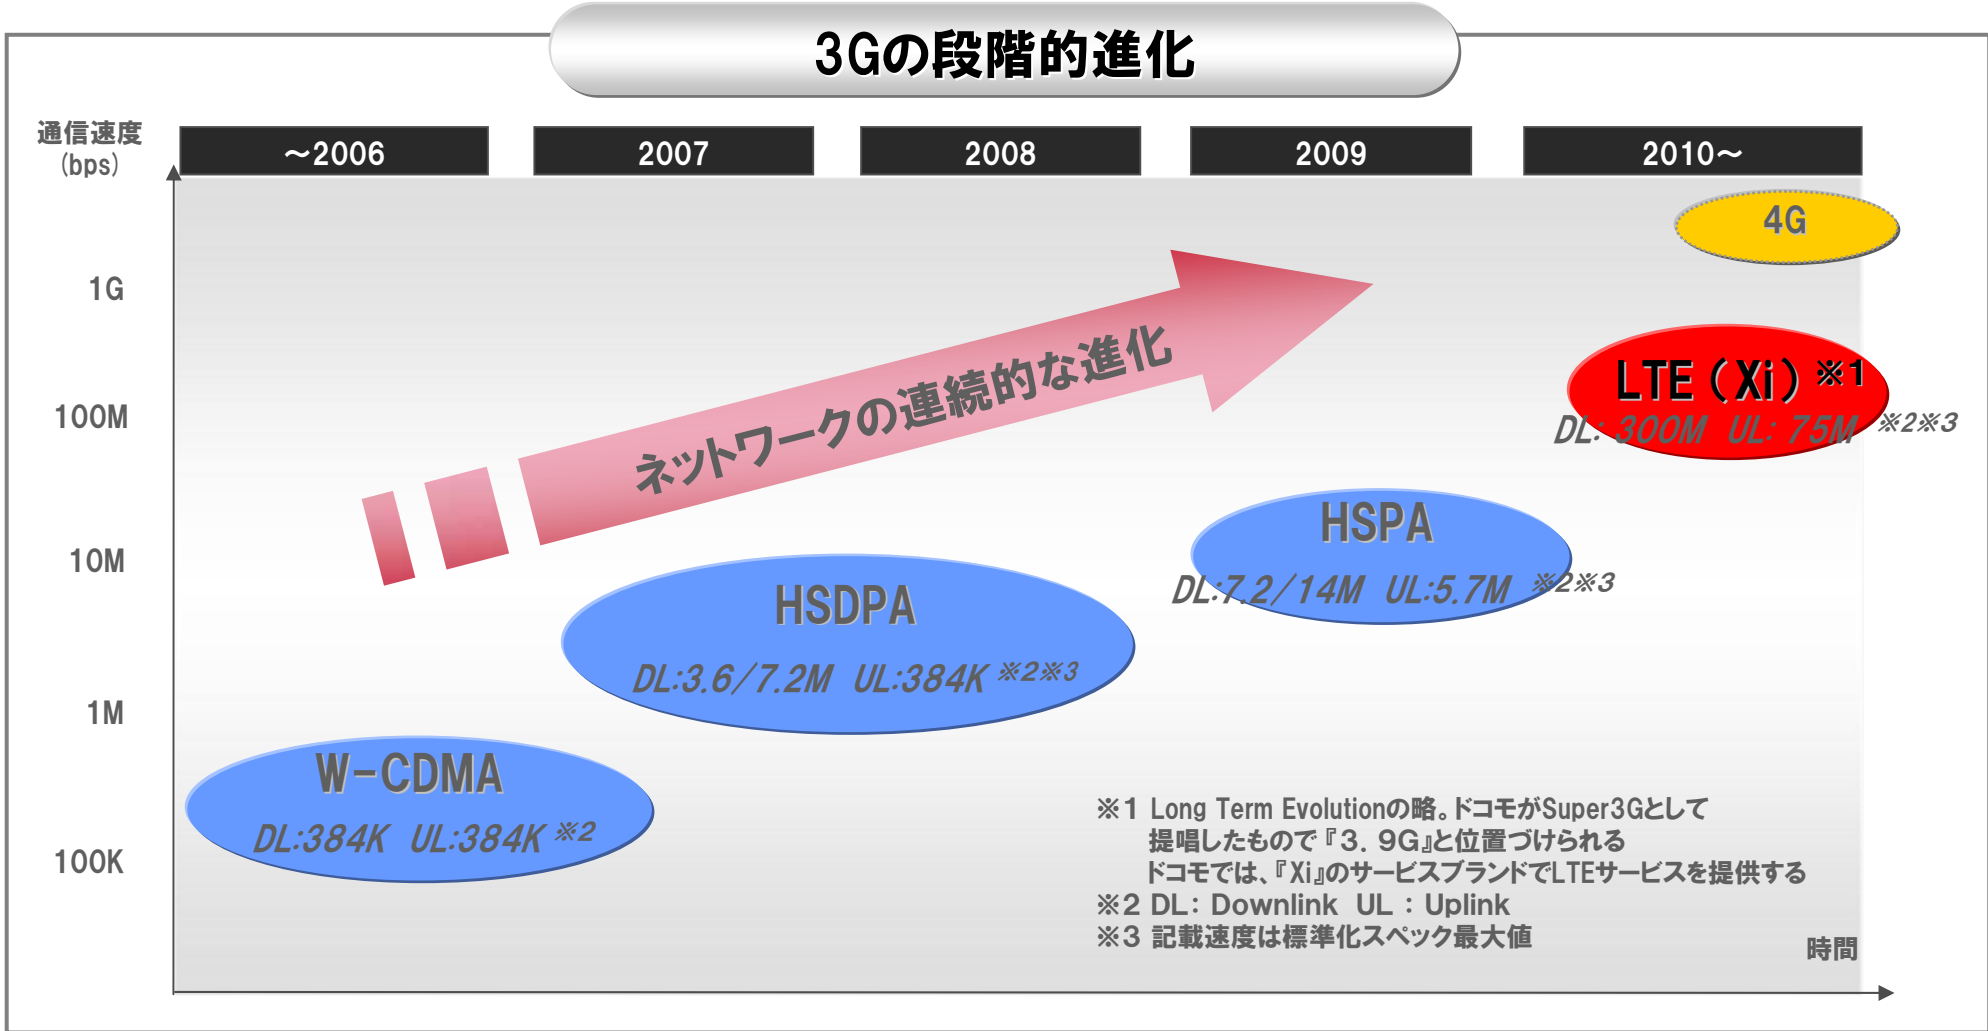 3Gの段階的進化
通信速度
(bps)
～2006
2007
2008
2009
2010～
4G
1G
LTE（Xi）※1
DL: 300M UL: 75M ※2※3
100M
ネットワークの連続的な進化
HSPA
DL:7.2/14M UL:5.7M ※2※3
10M
HSDPA
DL:3.6/7.2M UL:384K ※2※3
1M
W-CDMA
DL:384K UL:384K ※2
100K
※1 Long Term Evolutionの略。ドコモがSuper3Gとして
提唱したもので『3．9G』と位置づけられる
ドコモでは、『Xi』のサービスブランドでLTEサービスを提供する
※2 DL: Downlink UL : Uplink
※3 記載速度は標準化スペック最大値
時間